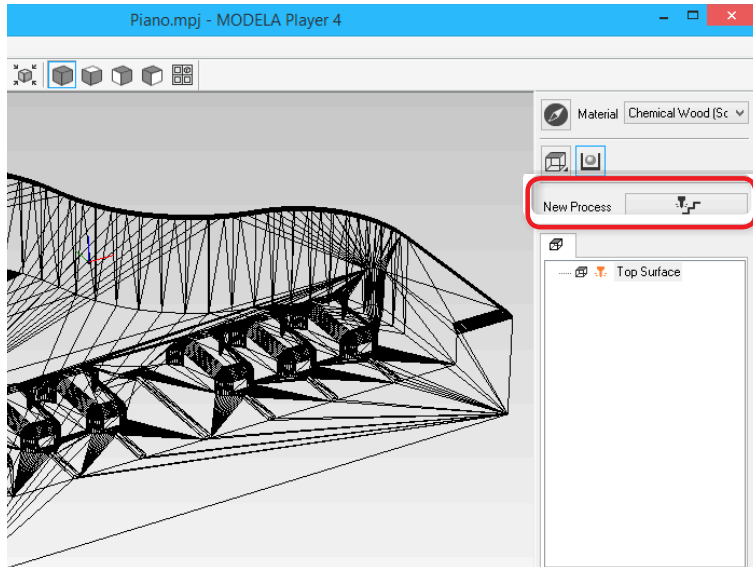 Piano.mpj - MODELA Player 4
Material
Chemical Wood (Sc
New Process
Top Surface